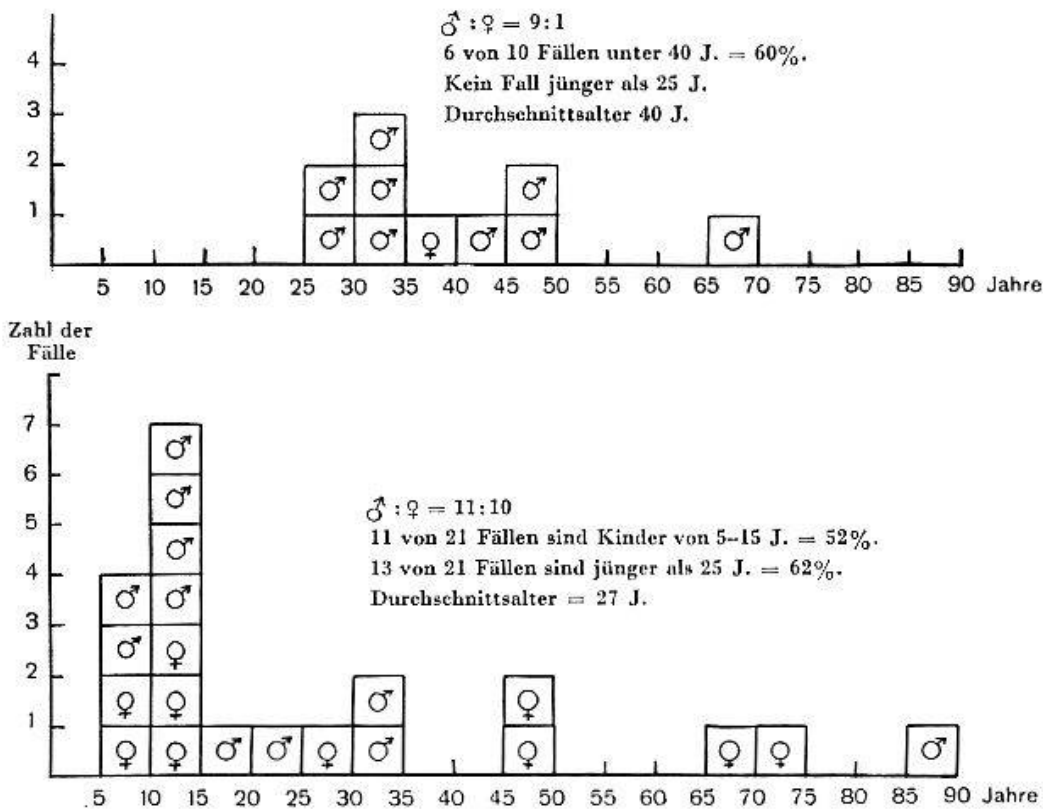 ♂ : ♀ = 9:1
6 von 10 Fällen unter 40 J. = 60%.
Kein Fall jünger als 25 J.
Durchschnittsalter 40 J.
4
3
2
1
5 10 15 20 25 30 35 40 45 50 55 60 65 70 75 80 85 90 Jahre
Zahl der
Fälle
7
6
5
4
3
2
1
♂ : ♀ = 11:10
11 von 21 Fällen sind Kinder von 5–15 J. = 52%.
13 von 21 Fällen sind jünger als 25 J. = 62%.
Durchschnittsalter = 27 J.
5 10 15 20 25 30 35 40 45 50 55 60 65 70 75 80 85 90 Jahre